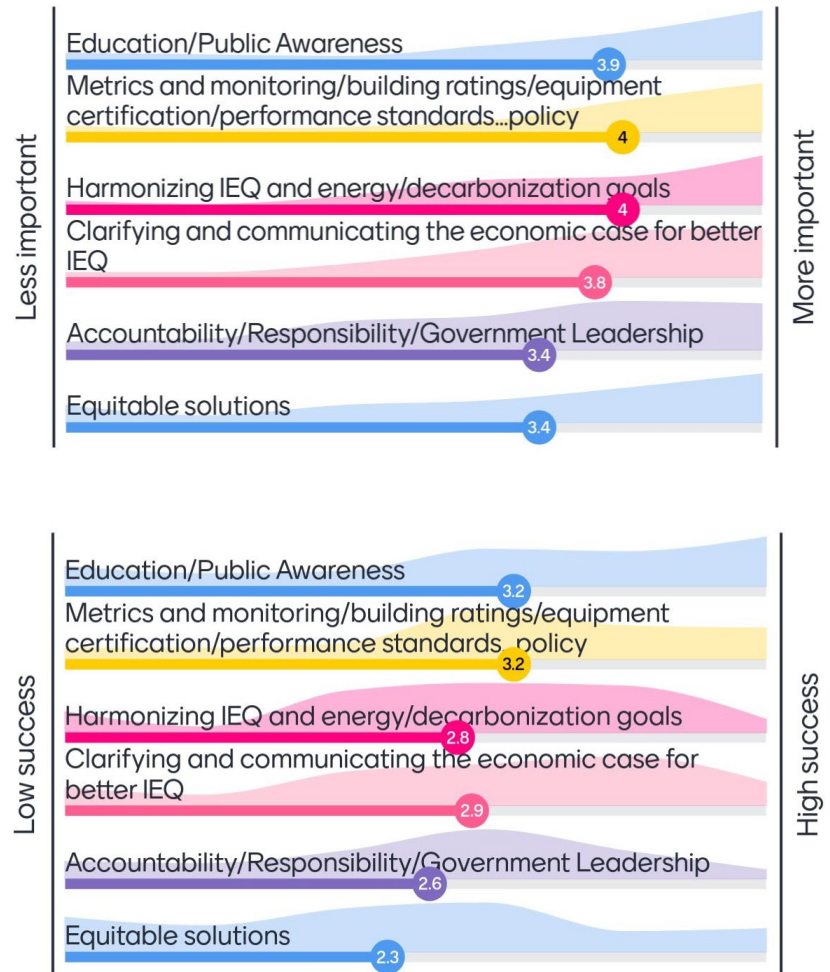 Less important
Education/Public Awareness
3.9
Metrics and monitoring/building ratings/equipment
certification/performance standards...policy
4
Harmonizing IEQ and energy/decarbonization goals
4
Clarifying and communicating the economic case for better
IEQ
3.8
Accountability/Responsibility/Government Leadership
3.4
Equitable solutions
3.4
More important
Low success
Education/Public Awareness
3.2
Metrics and monitoring/building ratings/equipment
certification/performance standards...policy
3.2
Harmonizing IEQ and energy/decarbonization goals
2.8
Clarifying and communicating the economic case for
better IEQ
2.9
Accountability/Responsibility/Government Leadership
2.6
Equitable solutions
2.3
High success